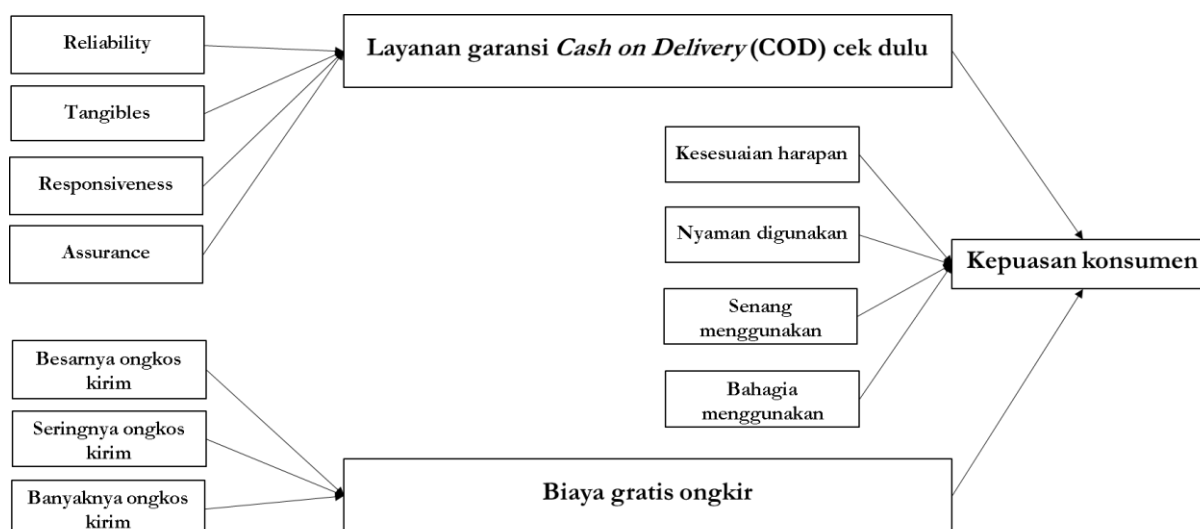 Reliability
Layanan garansi Cash on Delivery (COD) cek dulu
Tangibles
Responsiveness
Assurance
Kesesuaian harapan
Nyaman digunakan
Senang
menggunakan
Bahagia
menggunakan
Kepuasan konsumen
Besarnya ongkos
kirim
Seringnya ongkos
kirim
Banyaknya ongkos
kirim
Biaya gratis ongkir